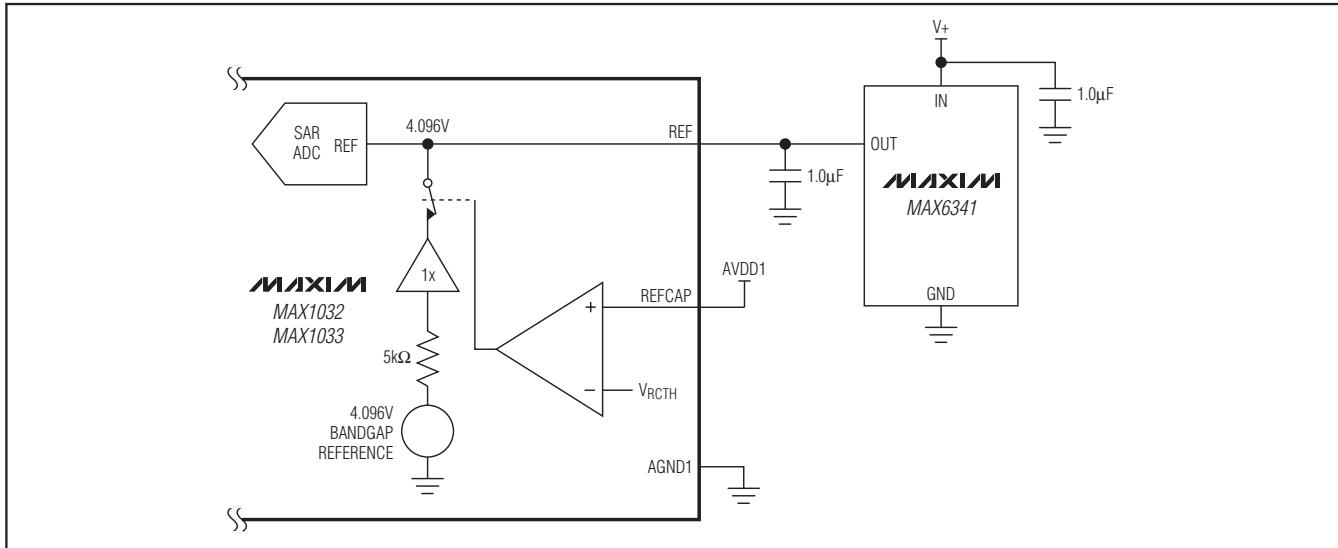 V+
IN
1.0µF
SAR
ADC
REF
4.096V
REF
OUT
1.0µF
MAXIM
MAX6341
GND
1x
MAXIM
MAX1032
MAX1033
AVDD1
REFCAP
+
−
VRCTH
5kΩ
4.096V
BANDGAP
REFERENCE
AGND1